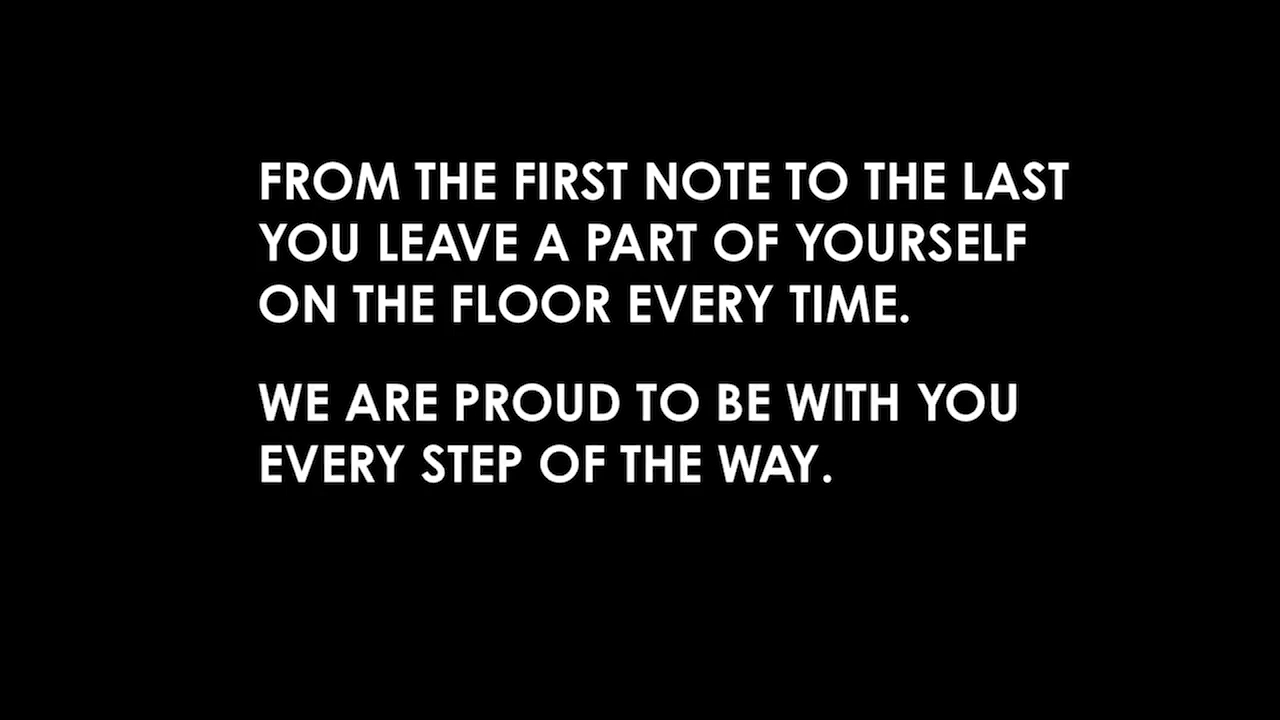 FROM THE FIRST NOTE TO THE LAST
YOU LEAVE A PART OF YOURSELF
ON THE FLOOR EVERY TIME.
WE ARE PROUD TO BE WITH YOU
EVERY STEP OF THE WAY.